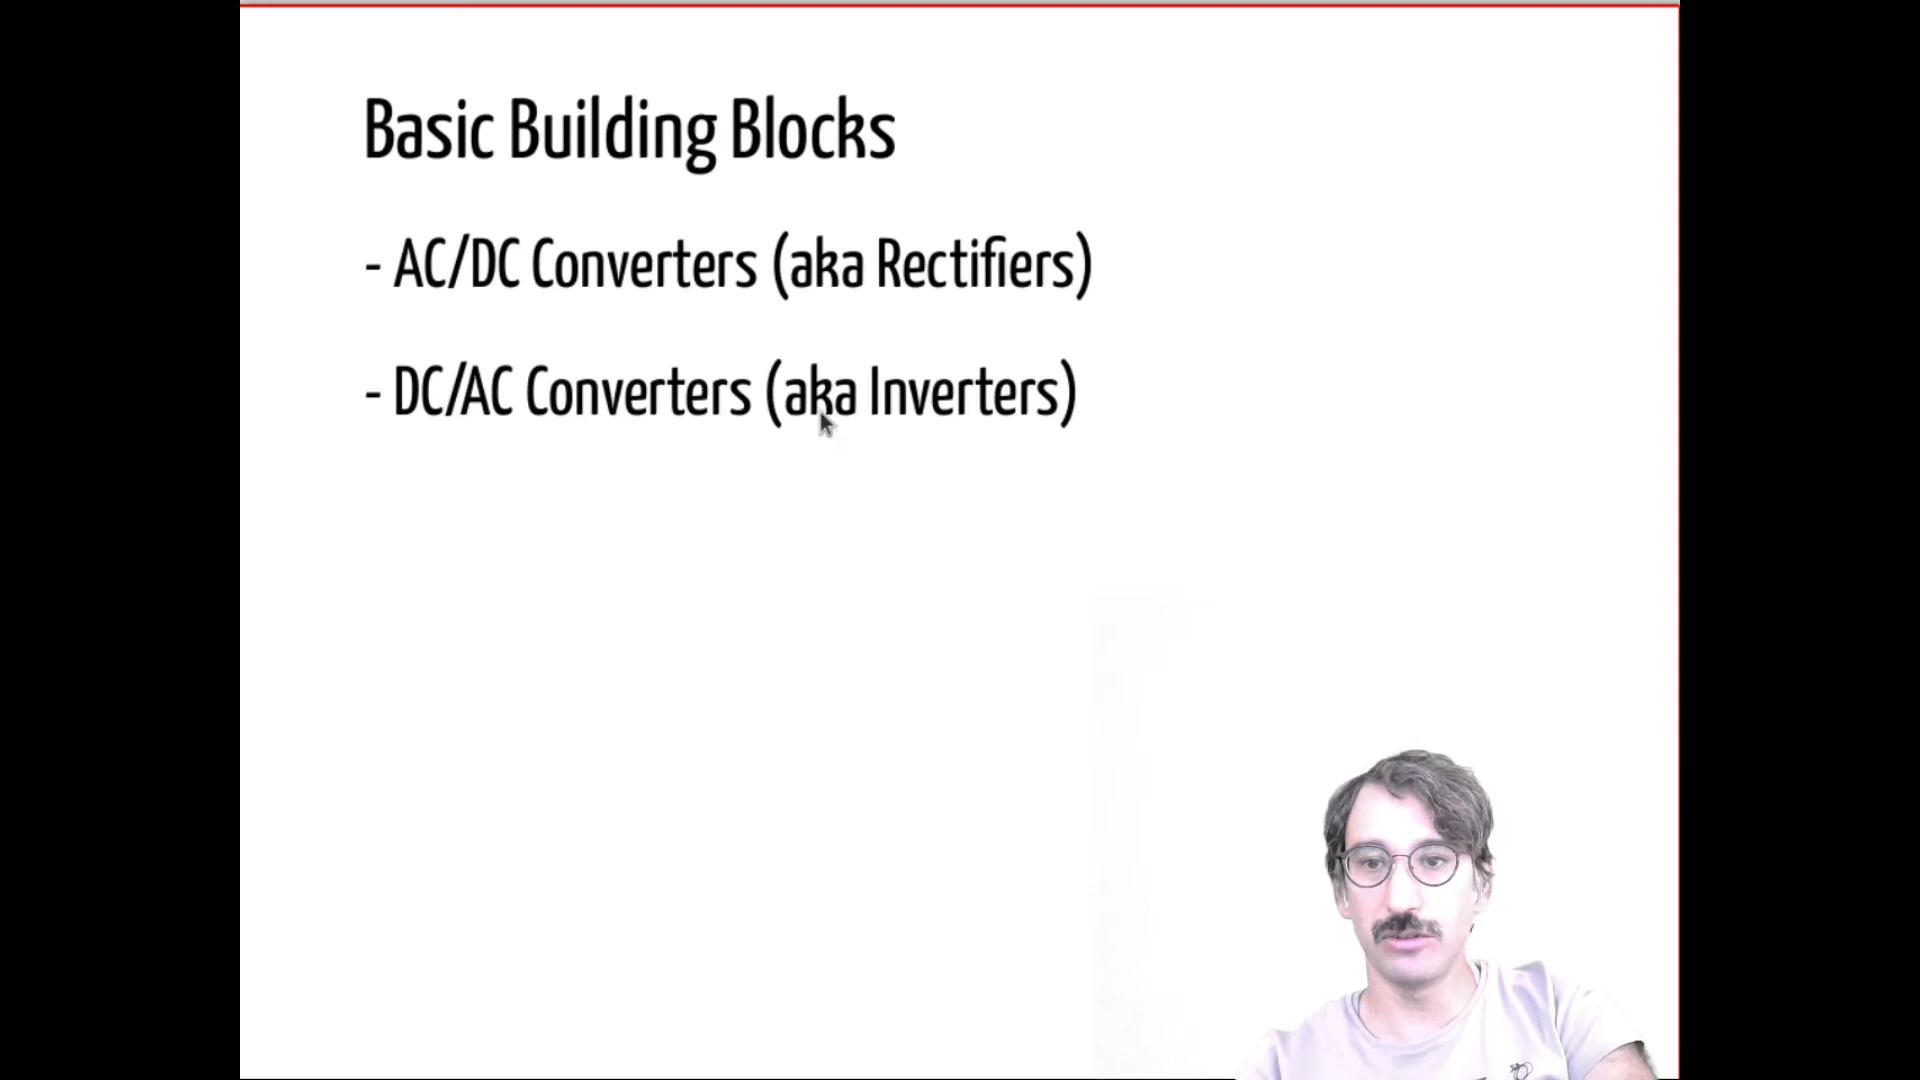 Basic Building Blocks
- AC/DC Converters (aka Rectifiers)
- DC/AC Converters (aka Inverters)